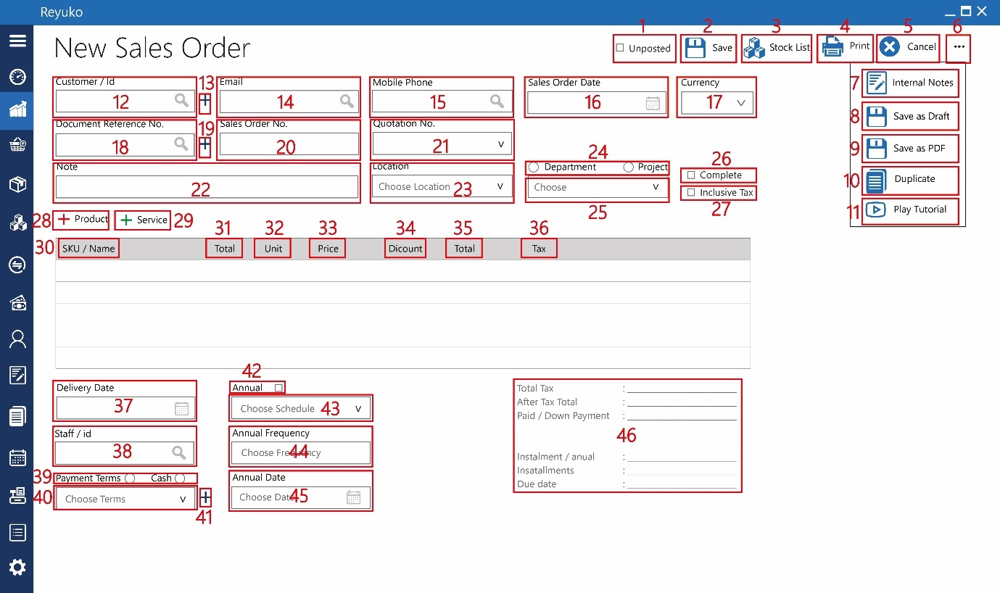 Reyuko
New Sales Order
1 2 3 4 5 6
Unposted Save Stock List Print Cancel ...
Customer / Id 13 Email Mobile Phone Sales Order Date Currency
12 + 14 15 16 17 v
7 Internal Notes
8 Save as Draft
9 Save as PDF
10 Duplicate
11 Play Tutorial
Document Reference No. 19 Sales Order No. Quotation No.
18 + 20 21 v
24
Department Project
26
Complete
Note Location
22 Choose Location 23 v Choose v
25
Inclusive Tax
27
28 + Product + Service 29
31 32 33 34 35 36
30 SKU / Name Total Unit Price Dicount Total Tax
Delivery Date
37
42
Annual
Choose Schedule 43 v
Staff / id
38
Annual Frequency
Choose Frequency 44
39 Payment Terms Cash
40 Choose Terms v +
41
Annual Date
Choose Date 45
Total Tax : ____________________
After Tax Total : ____________________
Paid / Down Payment : ____________________
46
Instalment / anual : ____________________
Insatallments : ____________________
Due date : ____________________